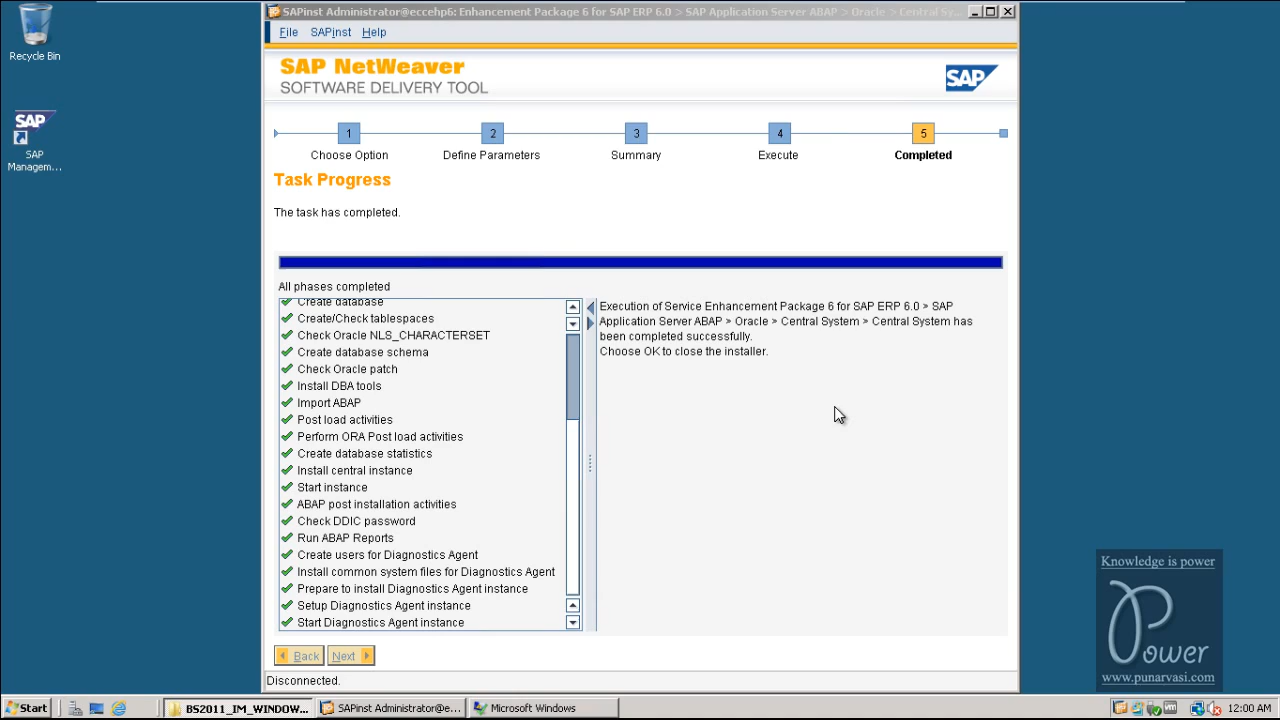 Recycle Bin
SAP
SAP
Managem...
SAPinst Administrator@eccehp6: Enhancement Package 6 for SAP ERP 6.0 > SAP Application Server ABAP > Oracle > Central Sy...
File SAPinst Help
SAP NetWeaver
SOFTWARE DELIVERY TOOL
SAP
1 2 3 4 5
Choose Option Define Parameters Summary Execute Completed
Task Progress
The task has completed.
All phases completed
Create database
Create/Check tablespaces
Check Oracle NLS_CHARACTERSET
Create database schema
Check Oracle patch
Install DBA tools
Import ABAP
Post load activities
Perform ORA Post load activities
Create database statistics
Install central instance
Start instance
ABAP post installation activities
Check DDIC password
Run ABAP Reports
Create users for Diagnostics Agent
Install common system files for Diagnostics Agent
Prepare to install Diagnostics Agent instance
Setup Diagnostics Agent instance
Start Diagnostics Agent instance
Execution of Service Enhancement Package 6 for SAP ERP 6.0 > SAP
Application Server ABAP > Oracle > Central System > Central System has
been completed successfully.
Choose OK to close the installer.
Back Next
Disconnected.
Knowledge is power
Power
www.punarvasi.com
Start BS2011_IM_WINDOW... SAPinst Administrator@e... Microsoft Windows 12:00 AM